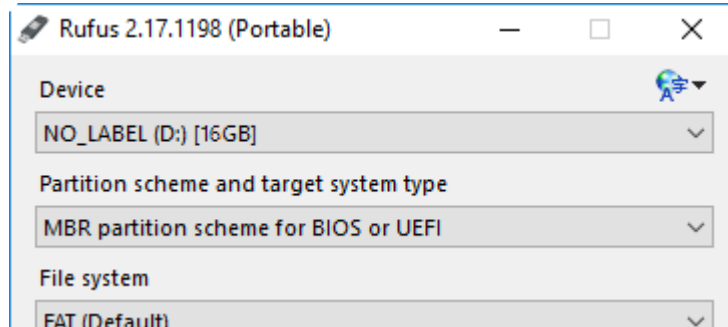 Rufus 2.17.1198 (Portable)
Device
NO_LABEL (D:) [16GB]
Partition scheme and target system type
MBR partition scheme for BIOS or UEFI
File system
FAT (Default)